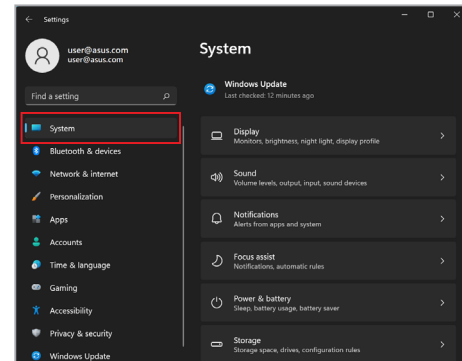 Settings
user@asus.com
user@asus.com
Find a setting
System
Bluetooth & devices
Network & internet
Personalization
Apps
Accounts
Time & language
Gaming
Accessibility
Privacy & security
Windows Update
System
Windows Update
Last checked: 12 minutes ago
Display
Monitors, brightness, night light, display profile
Sound
Volume levels, output, input, sound devices
Notifications
Alerts from apps and system
Focus assist
Notifications, automatic rules
Power & battery
Sleep, battery usage, battery saver
Storage
Storage space, drives, configuration rules